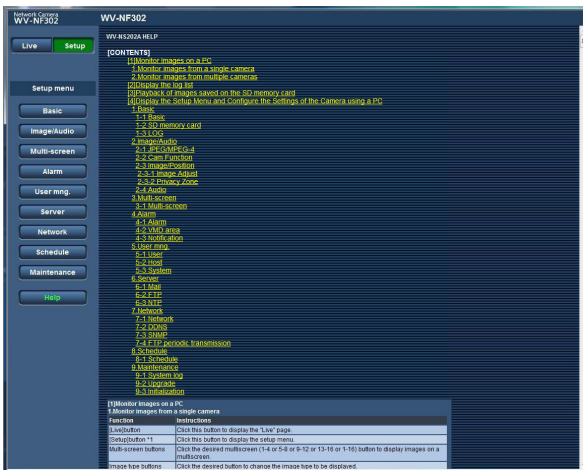 Network Camera
WV-NF302
WV-NF302
Live
Setup
Setup menu
Basic
Image/Audio
Multi-screen
Alarm
User mng.
Server
Network
Schedule
Maintenance
Help
WV-NS202A HELP
[CONTENTS]
[1]Monitor images on a PC
1.Monitor images from a single camera
2.Monitor images from multiple cameras
[2]Display the log list
[3]Playback of images saved on the SD memory card
[4]Display the Setup Menu and Configure the Settings of the Camera using a PC
1.Basic
1-1 Basic
1-2 SD memory card
1-3 LOG
2.Image/Audio
2-1 JPEG/MPEG-4
2-2 Cam Function
2-3 Image/Position
2-3-1 Image Adjust
2-3-2 Privacy Zone
2-4 Audio
3.Multi-screen
3-1 Multi-screen
4.Alarm
4-1 Alarm
4-2 VMD area
4-3 Notification
5.User mng.
5-1 User
5-2 Host
5-3 System
6.Server
6-1 Mail
6-2 FTP
6-3 NTP
7.Network
7-1 Network
7-2 DDNS
7-3 SNMP
7-4 FTP periodic transmission
8.Schedule
8-1 Schedule
9.Maintenance
9-1 System log
9-2 Upgrade
9-3 Initialization
[1]Monitor images on a PC
1.Monitor images from a single camera
Function Instructions
[Live]button Click this button to display the "Live" page.
[Setup]button *1 Click this button to display the setup menu.
Multi-screen buttons Click the desired multiscreen (1-4 or 5-8 or 9-12 or 13-16 or 1-16) button to display images on a
multiscreen.
Image type buttons Click the desired button to change the image type to be displayed.